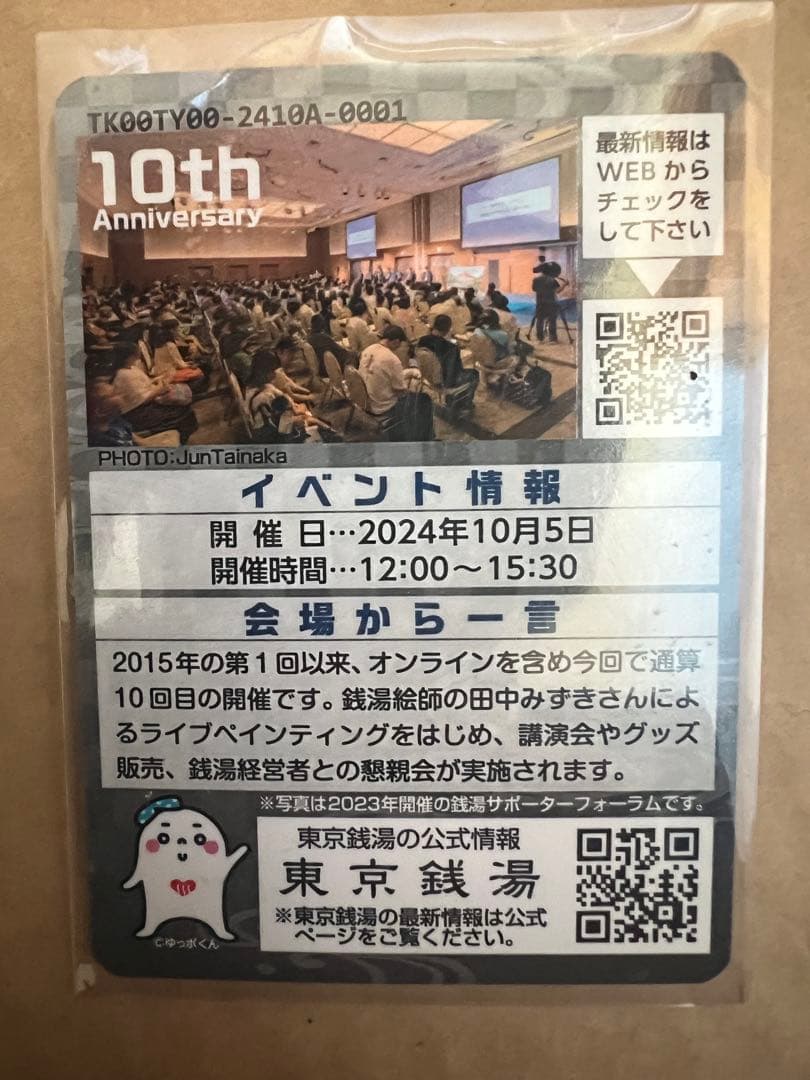 TK00TY00-2410A-0001
10th
Anniversary
最新情報は
WEBから
チェックを
して下さい
PHOTO:JunTainaka
イベント情報
開催日…2024年10月5日
開催時間…12:00～15:30
会場から一言
2015年の第1回以来、オンラインを含め今回で通算
10回目の開催です。銭湯絵師の田中みずきさんによ
るライブペインティングをはじめ、講演会やグッズ
販売、銭湯経営者との懇親会が実施されます。
※写真は2023年開催の銭湯サポーターフォーラムです。
東京銭湯の公式情報
東京銭湯
※東京銭湯の最新情報は公式
ページをご覧ください。
©ゆっポくん